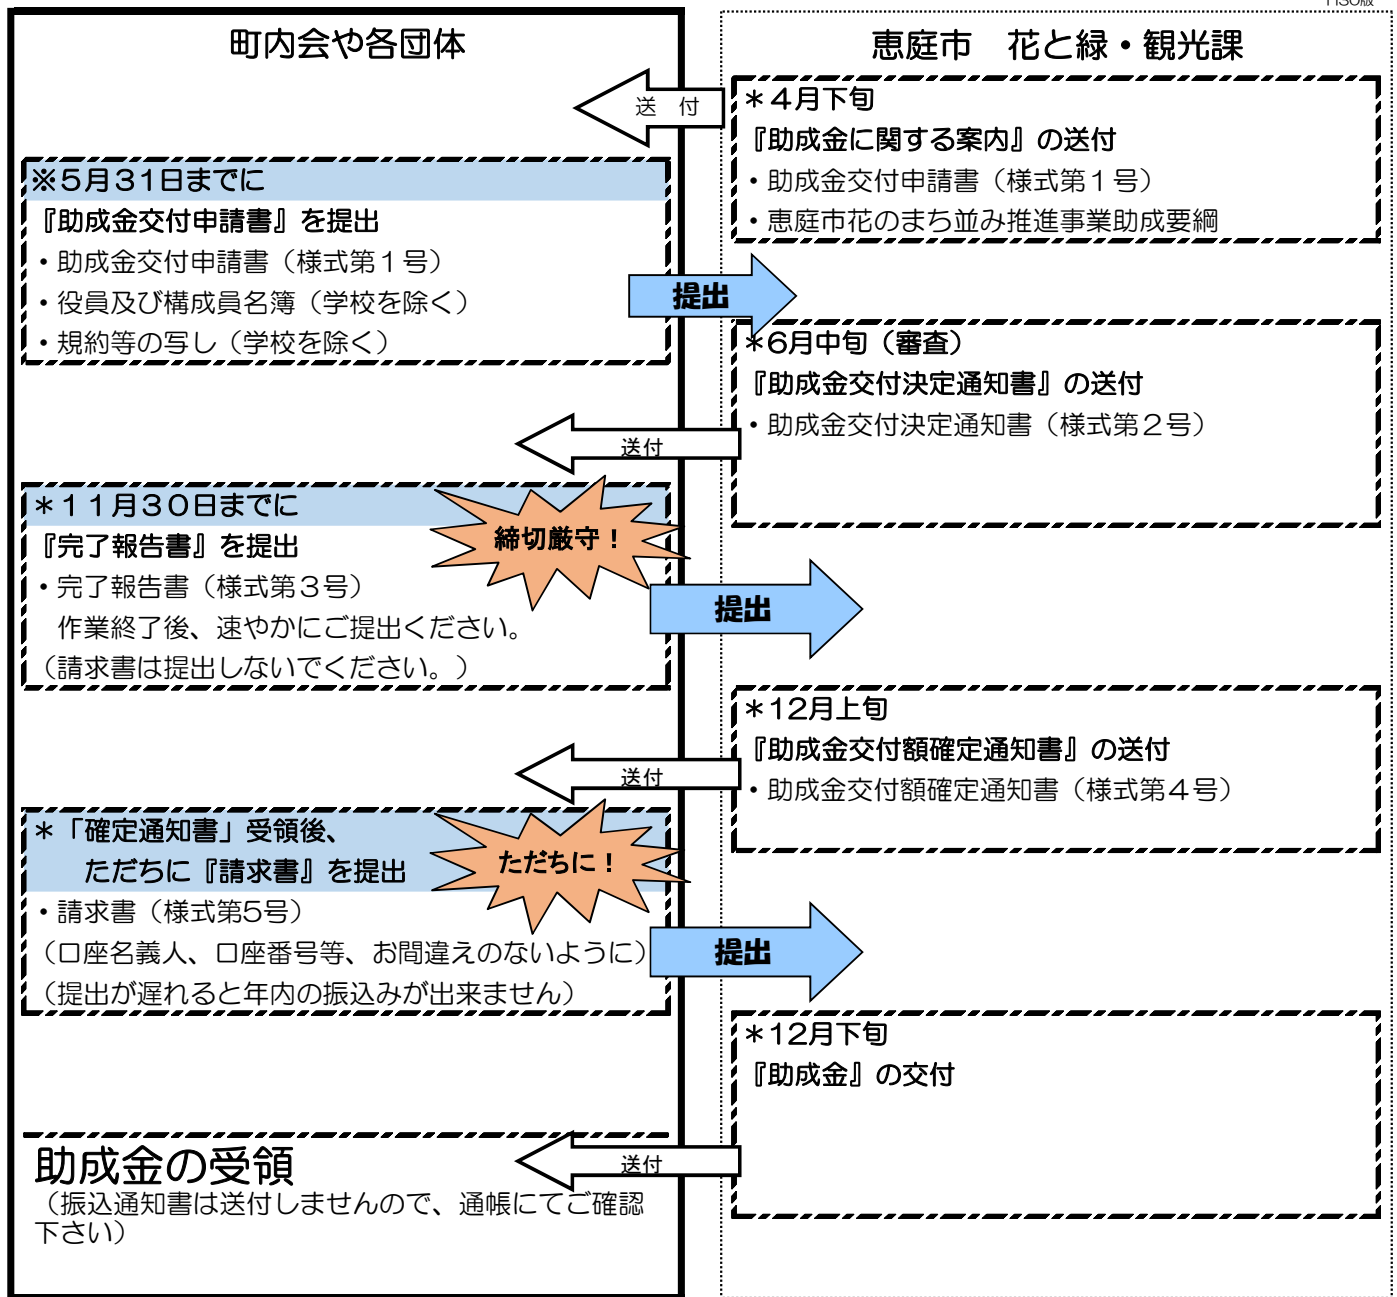 町内会や各団体
恵庭市　花と緑・観光課
送　付
＊４月下旬
『助成金に関する案内』の送付
・助成金交付申請書（様式第１号）
・恵庭市花のまち並み推進事業助成要綱
※５月３１日までに
『助成金交付申請書』を提出
・助成金交付申請書（様式第１号）
・役員及び構成員名簿（学校を除く）
・規約等の写し（学校を除く）
提出
＊6月中旬（審査）
『助成金交付決定通知書』の送付
・助成金交付決定通知書（様式第２号）
送付
＊１１月３０日までに
締切厳守！
『完了報告書』を提出
・完了報告書（様式第３号）
作業終了後、速やかにご提出ください。
（請求書は提出しないでください。）
提出
＊12月上旬
『助成金交付額確定通知書』の送付
・助成金交付額確定通知書（様式第４号）
送付
＊「確定通知書」受領後、
ただちに『請求書』を提出
ただちに！
・請求書（様式第5号）
（口座名義人、口座番号等、お間違えのないように）
（提出が遅れると年内の振込みが出来ません）
提出
＊12月下旬
『助成金』の交付
送付
助成金の受領
（振込通知書は送付しませんので、通帳にてご確認
下さい）